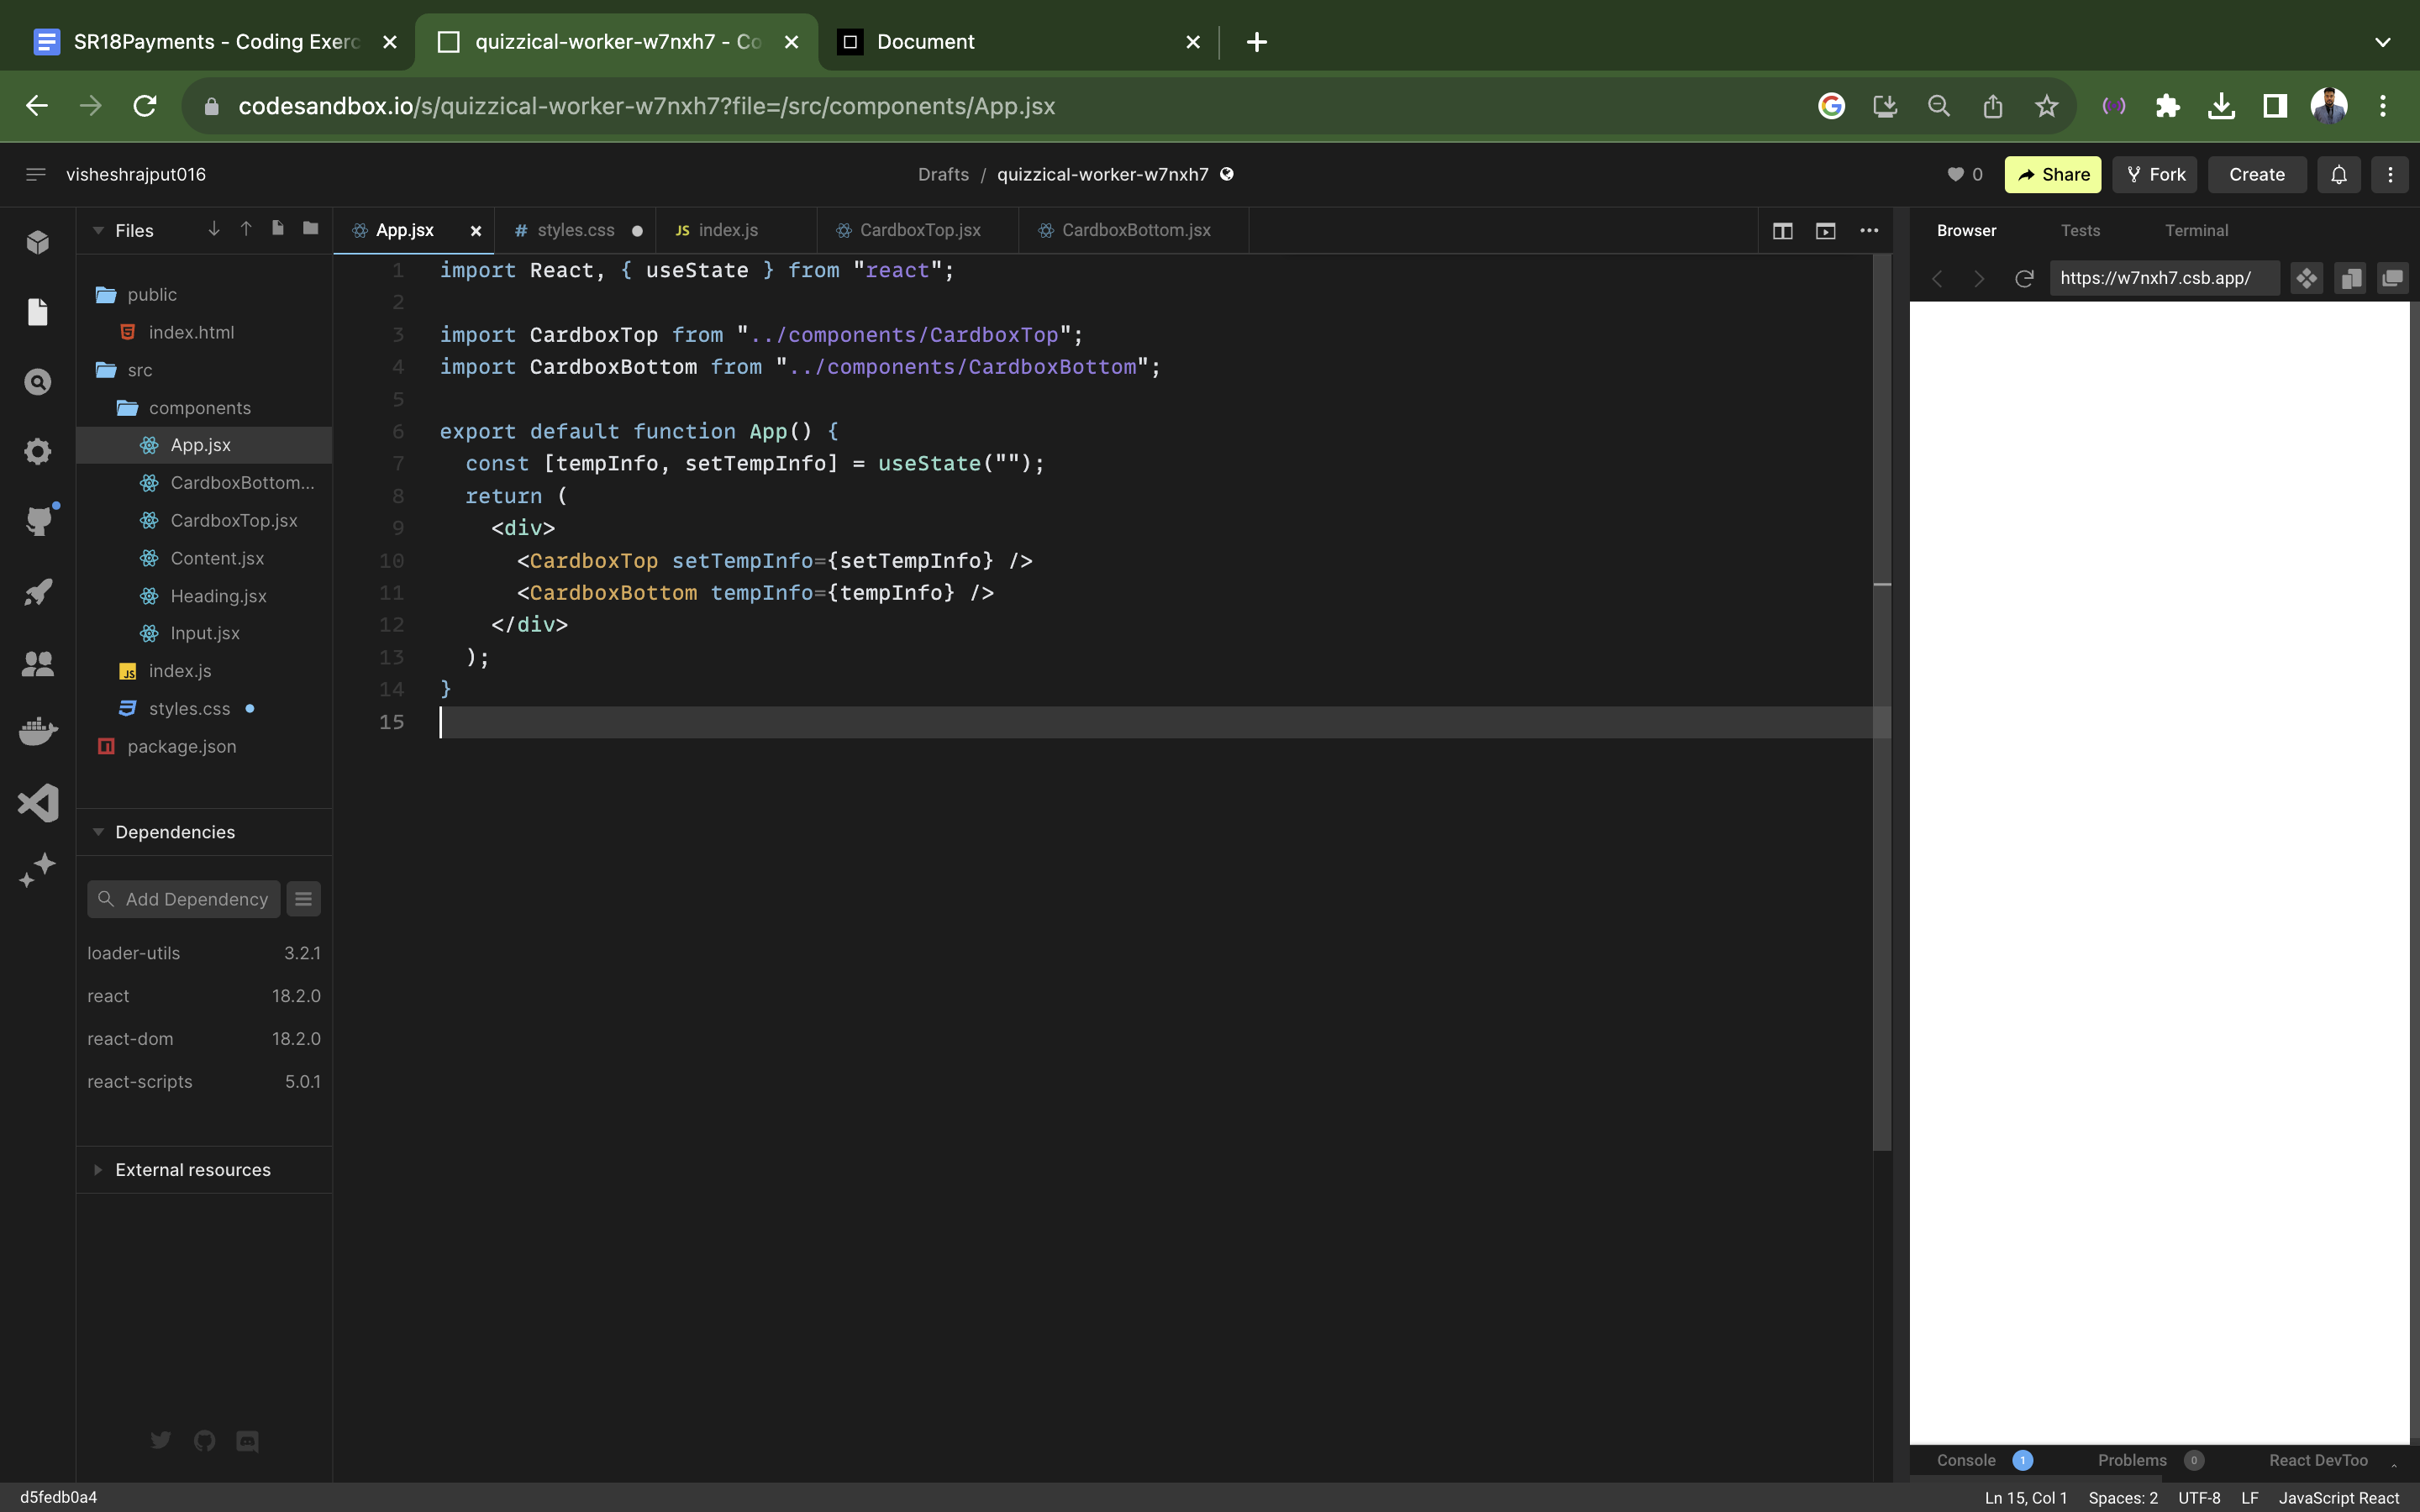 SR18Payments - Coding Exerc
quizzical-worker-w7nxh7 - Co
Document
codesandbox.io/s/quizzical-worker-w7nxh7?file=/src/components/App.jsx
visheshrajput016
Drafts / quizzical-worker-w7nxh7
0
Share
Fork
Create
Files
public
index.html
src
components
App.jsx
CardboxBottom...
CardboxTop.jsx
Content.jsx
Heading.jsx
Input.jsx
JS index.js
styles.css
package.json
Dependencies
Add Dependency
loader-utils 3.2.1
react 18.2.0
react-dom 18.2.0
react-scripts 5.0.1
External resources
App.jsx
# styles.css
JS index.js
CardboxTop.jsx
CardboxBottom.jsx
1 import React, { useState } from "react";
2
3 import CardboxTop from "../components/CardboxTop";
4 import CardboxBottom from "../components/CardboxBottom";
5
6 export default function App() {
7 const [tempInfo, setTempInfo] = useState("");
8 return (
9 <div>
10 <CardboxTop setTempInfo={setTempInfo} />
11 <CardboxBottom tempInfo={tempInfo} />
12 </div>
13 );
14 }
15
Browser Tests Terminal
https://w7nxh7.csb.app/
Console 1 Problems 0 React DevToo
d5fedb0a4
Ln 15, Col 1 Spaces: 2 UTF-8 LF JavaScript React